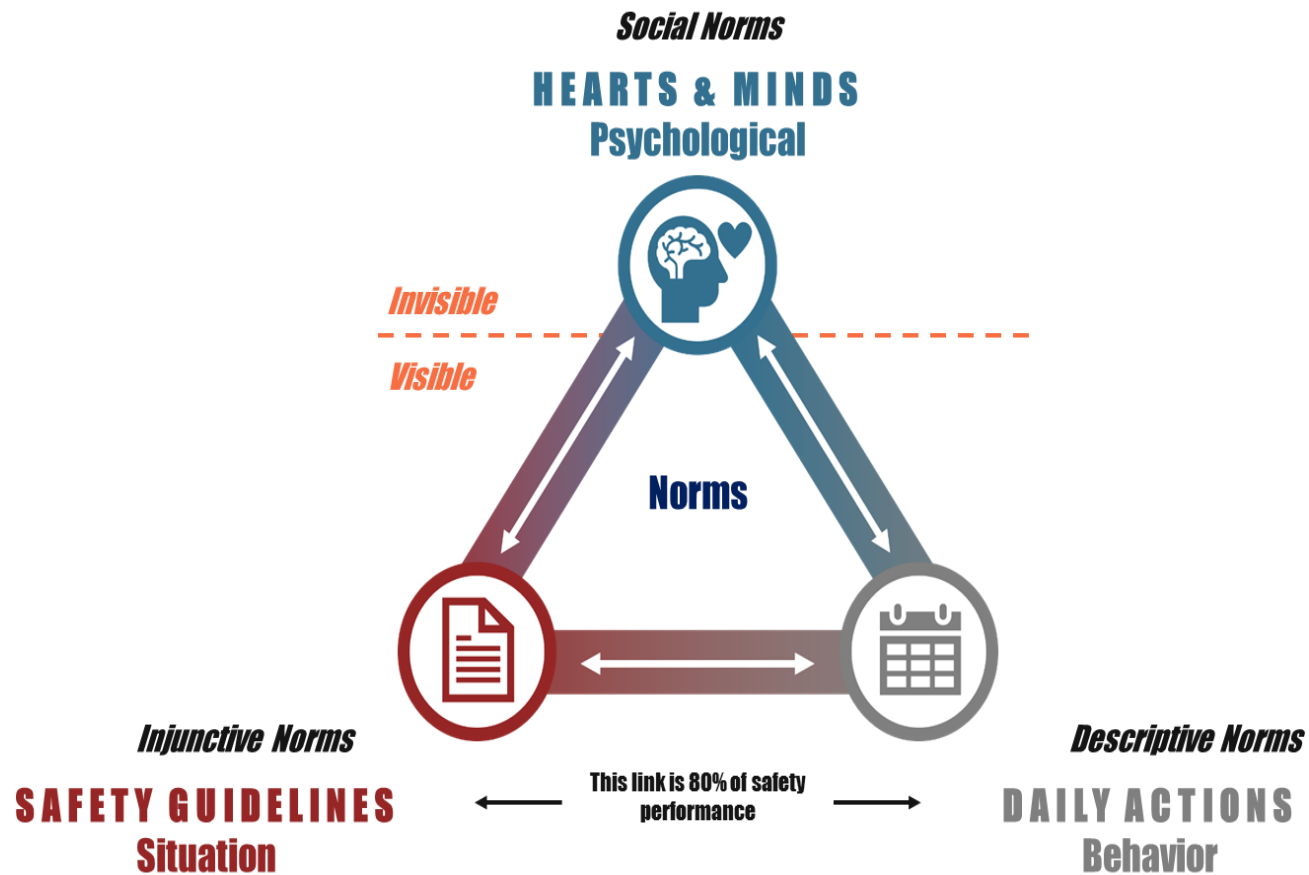 Social Norms
HEARTS & MINDS
Psychological
Invisible
Visible
Norms
Injunctive Norms
SAFETY GUIDELINES
Situation
This link is 80% of safety
performance
Descriptive Norms
DAILY ACTIONS
Behavior